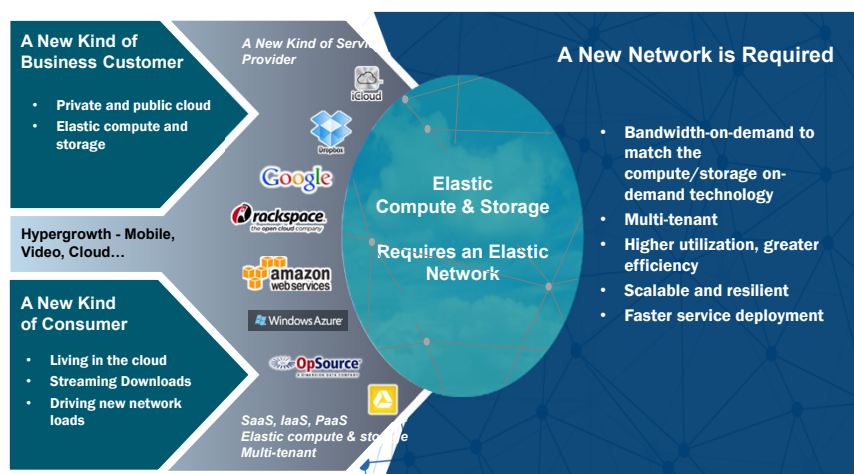 A New Kind of
Business Customer
• Private and public cloud
• Elastic compute and
storage
Hypergrowth - Mobile,
Video, Cloud…
A New Kind
of Consumer
• Living in the cloud
• Streaming Downloads
• Driving new network
loads
A New Kind of Service
Provider
iCloud
Dropbox
Google
rackspace.
the open cloud company
amazon
web services
Windows Azure
OpSource
A DIMENSION DATA COMPANY
SaaS, IaaS, PaaS
Elastic compute & storage
Multi-tenant
Elastic
Compute & Storage
Requires an Elastic
Network
A New Network is Required
• Bandwidth-on-demand to
match the
compute/storage on-
demand technology
• Multi-tenant
• Higher utilization, greater
efficiency
• Scalable and resilient
• Faster service deployment